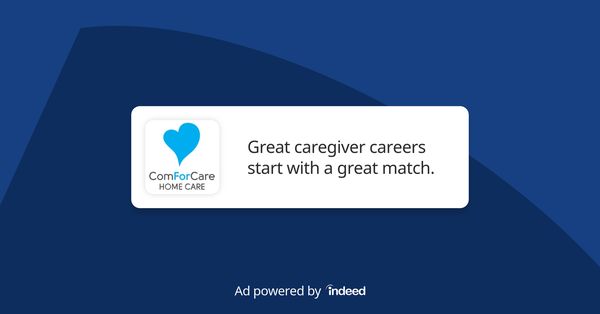 ComForCare
HOME CARE
Great caregiver careers
start with a great match.
Ad powered by indeed